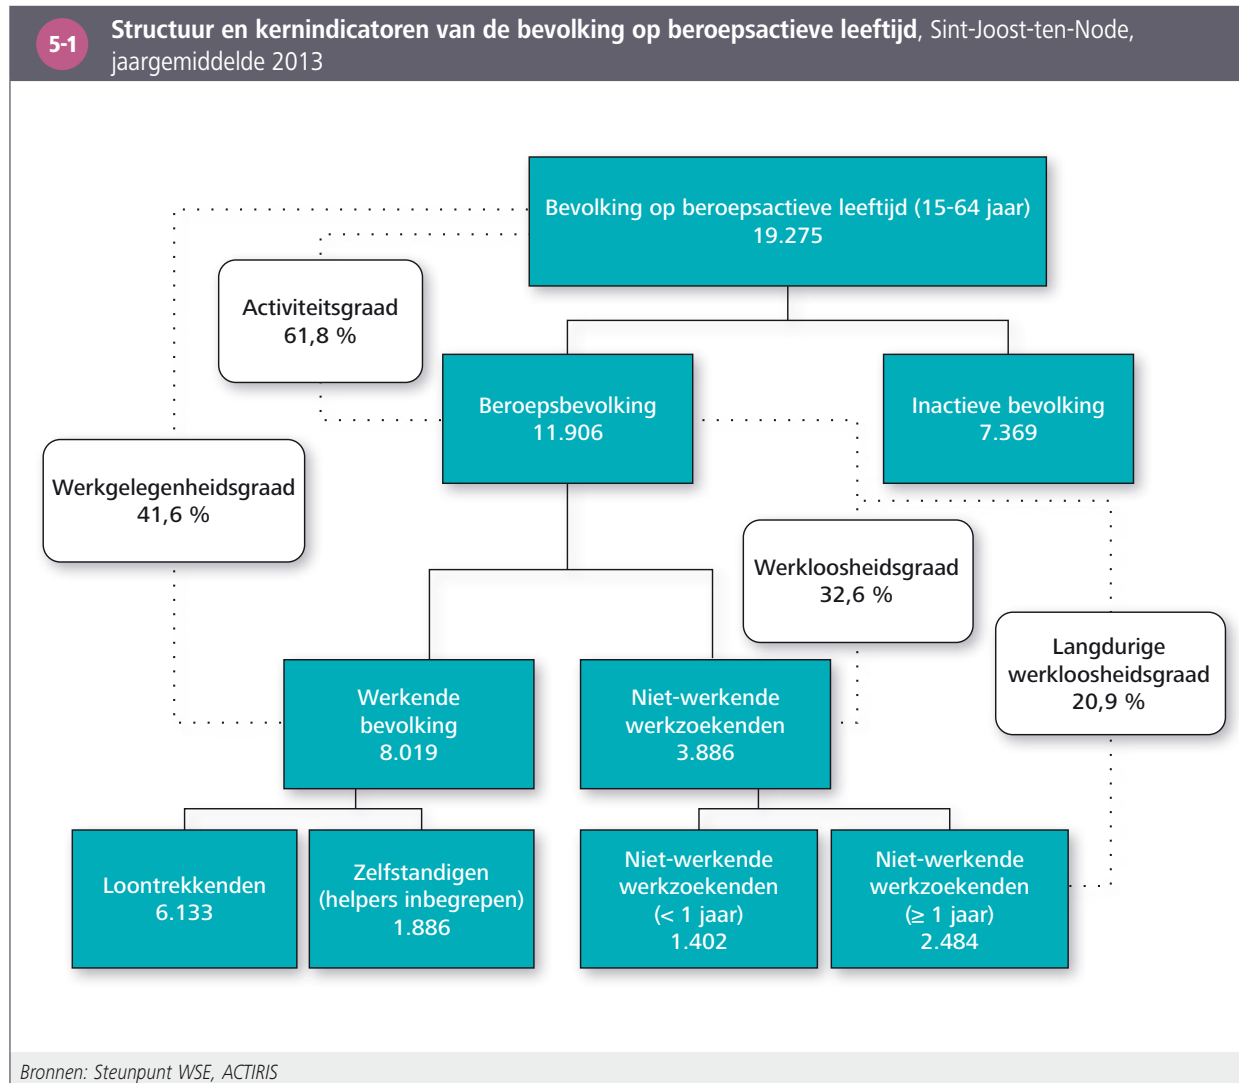 5-1
Structuur en kernindicatoren van de bevolking op beroepsactieve leeftijd, Sint-Joost-ten-Node,
jaargemiddelde 2013
Bevolking op beroepsactieve leeftijd (15-64 jaar)
19.275
Activiteitsgraad
61,8 %
Beroepsbevolking
11.906
Inactieve bevolking
7.369
Werkgelegenheidsgraad
41,6 %
Werkloosheidsgraad
32,6 %
Langdurige
werkloosheidsgraad
20,9 %
Werkende
bevolking
8.019
Niet-werkende
werkzoekenden
3.886
Loontrekkenden
6.133
Zelfstandigen
(helpers inbegrepen)
1.886
Niet-werkende
werkzoekenden
(< 1 jaar)
1.402
Niet-werkende
werkzoekenden
(≥ 1 jaar)
2.484
Bronnen: Steunpunt WSE, ACTIRIS